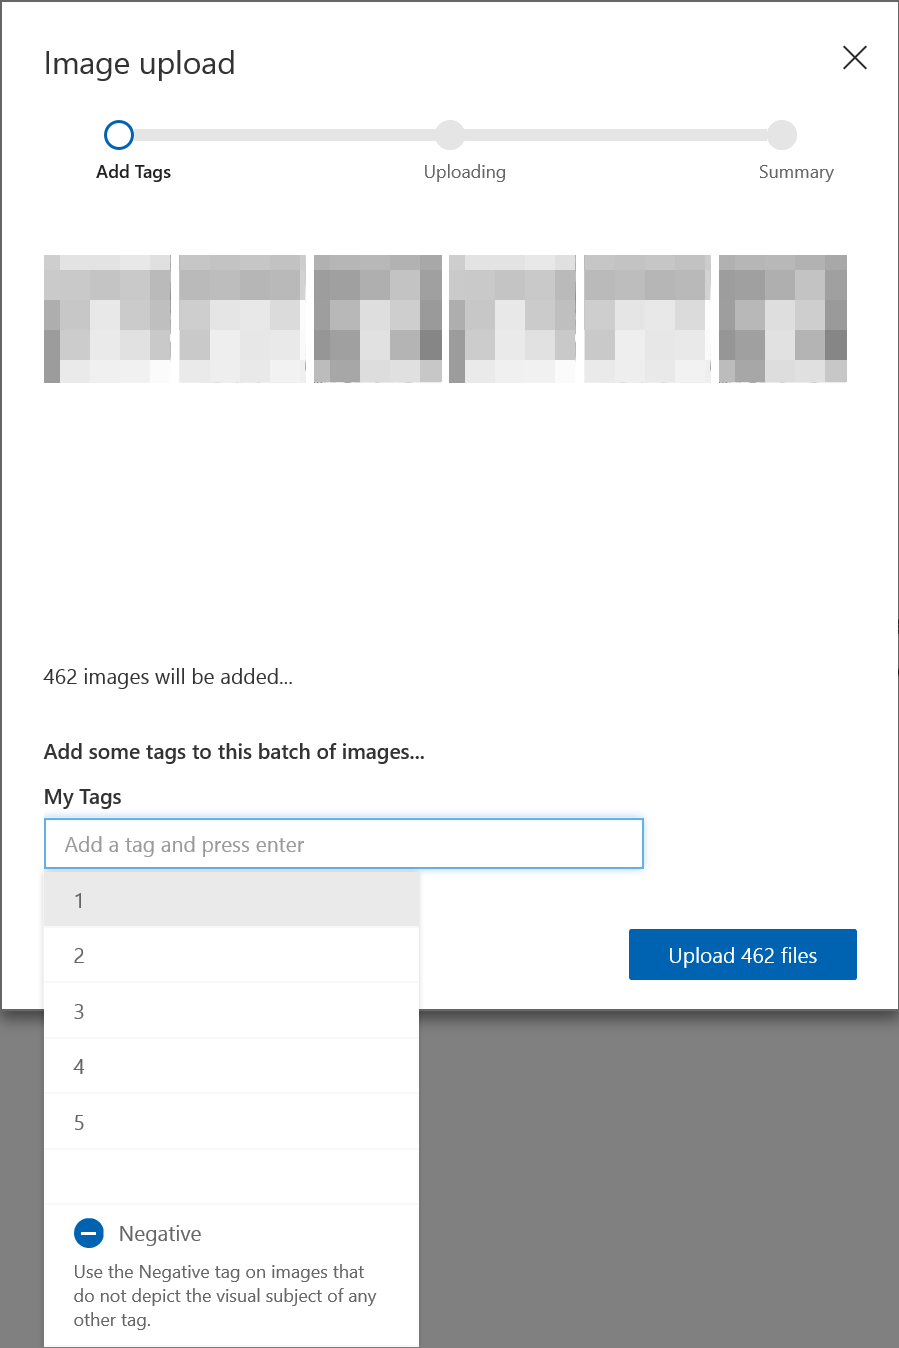 Image upload
Add Tags
Uploading
Summary
462 images will be added...
Add some tags to this batch of images...
My Tags
Add a tag and press enter
1
2
3
4
5
Upload 462 files
Negative
Use the Negative tag on images that
do not depict the visual subject of any
other tag.